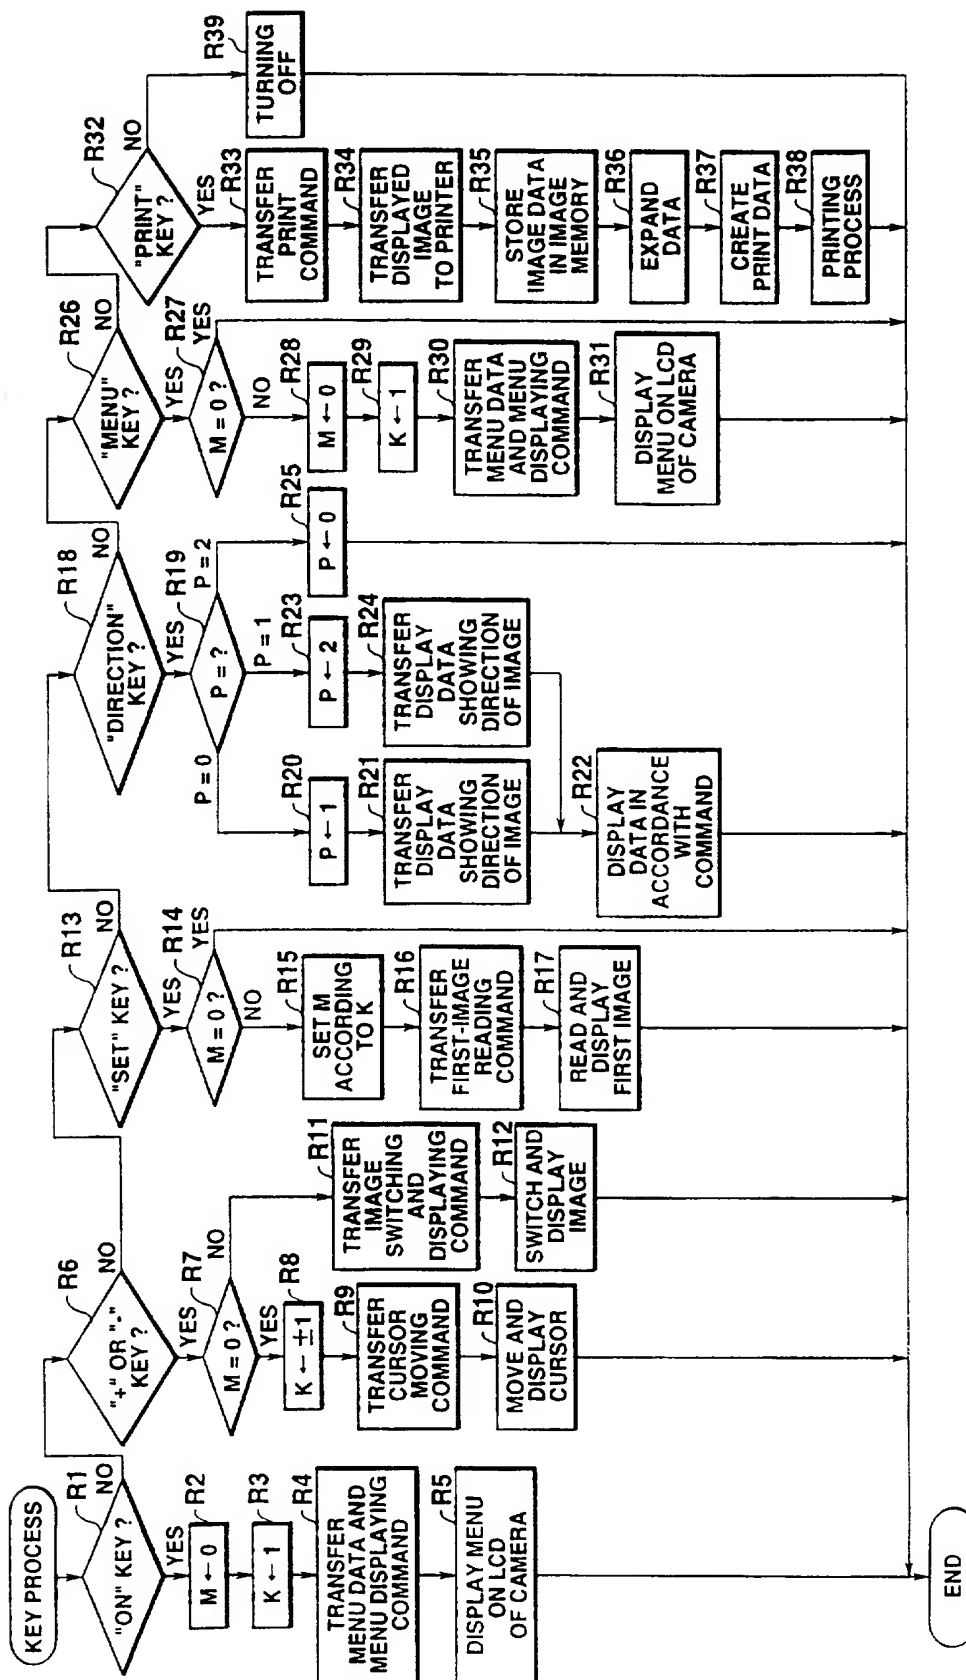 KEY PROCESS
R1
"ON" KEY ?
NO
YES
R2
M ← 0
R3
K ← 1
R4
TRANSFER
MENU DATA AND
MENU DISPLAYING
COMMAND
R5
DISPLAY MENU
ON LCD
OF CAMERA
R6
"+" OR "-"
KEY ?
NO
YES
R7
M = 0 ?
NO
YES
R8
K ← ±1
R9
TRANSFER
CURSOR
MOVING
COMMAND
R10
MOVE AND
DISPLAY
CURSOR
R11
TRANSFER
IMAGE
SWITCHING
AND
DISPLAYING
COMMAND
R12
SWITCH AND
DISPLAY
IMAGE
R13
"SET" KEY ?
NO
YES
R14
M = 0 ?
YES
NO
R15
SET M
ACCORDING
TO K
R16
TRANSFER
FIRST-IMAGE
READING
COMMAND
R17
READ AND
DISPLAY
FIRST IMAGE
R18
"DIRECTION"
KEY ?
NO
YES
R19
P = ?
P = 0
P = 1
P = 2
R20
P ← 1
R21
TRANSFER
DISPLAY
DATA
SHOWING
DIRECTION
OF IMAGE
R22
DISPLAY
DATA IN
ACCORDANCE
WITH
COMMAND
R23
P ← 2
R24
TRANSFER
DISPLAY
DATA
SHOWING
DIRECTION
OF IMAGE
R25
P ← 0
R26
"MENU"
KEY ?
NO
YES
R27
M = 0 ?
YES
NO
R28
M ← 0
R29
K ← 1
R30
TRANSFER
MENU DATA
AND MENU
DISPLAYING
COMMAND
R31
DISPLAY
MENU ON LCD
OF CAMERA
R32
"PRINT"
KEY ?
NO
YES
R33
TRANSFER
PRINT
COMMAND
R34
TRANSFER
DISPLAYED
IMAGE
TO PRINTER
R35
STORE
IMAGE DATA
IN IMAGE
MEMORY
R36
EXPAND
DATA
R37
CREATE
PRINT DATA
R38
PRINTING
PROCESS
R39
TURNING
OFF
END